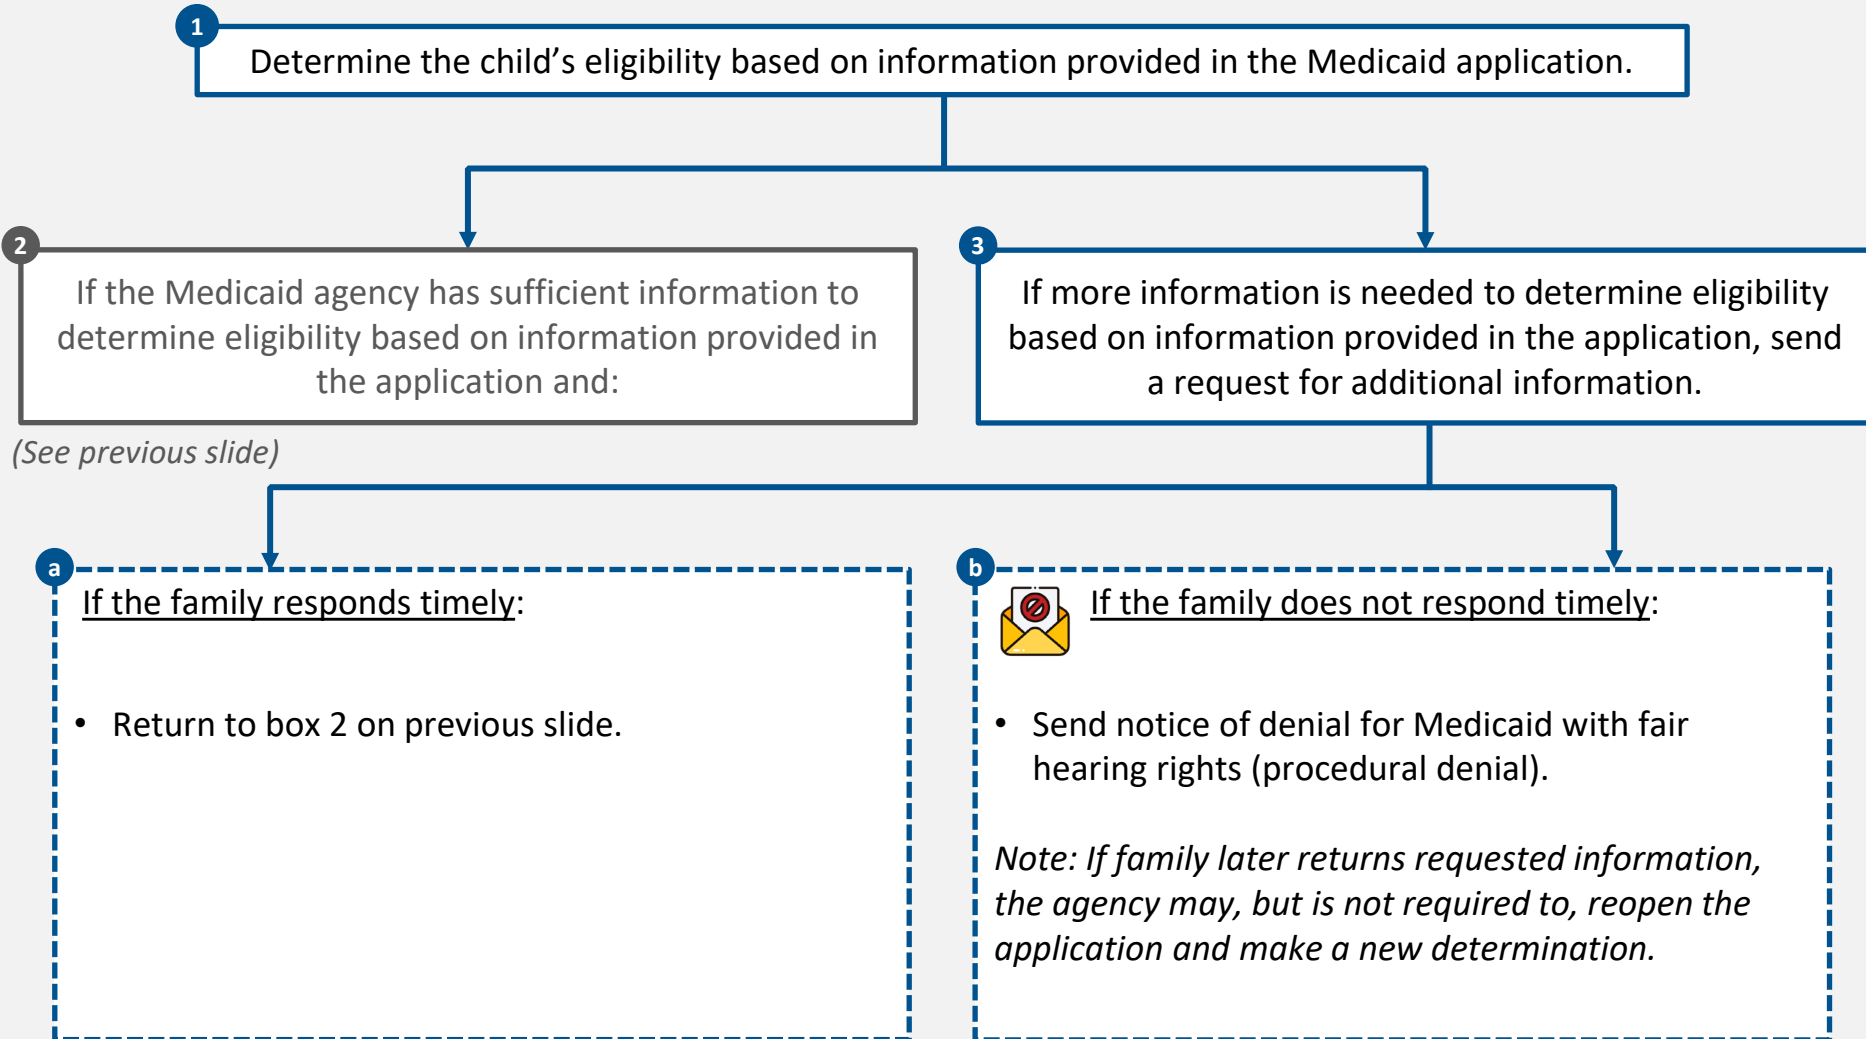 1
Determine the child’s eligibility based on information provided in the Medicaid application.
2
If the Medicaid agency has sufficient information to
determine eligibility based on information provided in
the application and:
(See previous slide)
3
If more information is needed to determine eligibility
based on information provided in the application, send
a request for additional information.
a
If the family responds timely:
• Return to box 2 on previous slide.
b
If the family does not respond timely:
• Send notice of denial for Medicaid with fair
hearing rights (procedural denial).
Note: If family later returns requested information,
the agency may, but is not required to, reopen the
application and make a new determination.